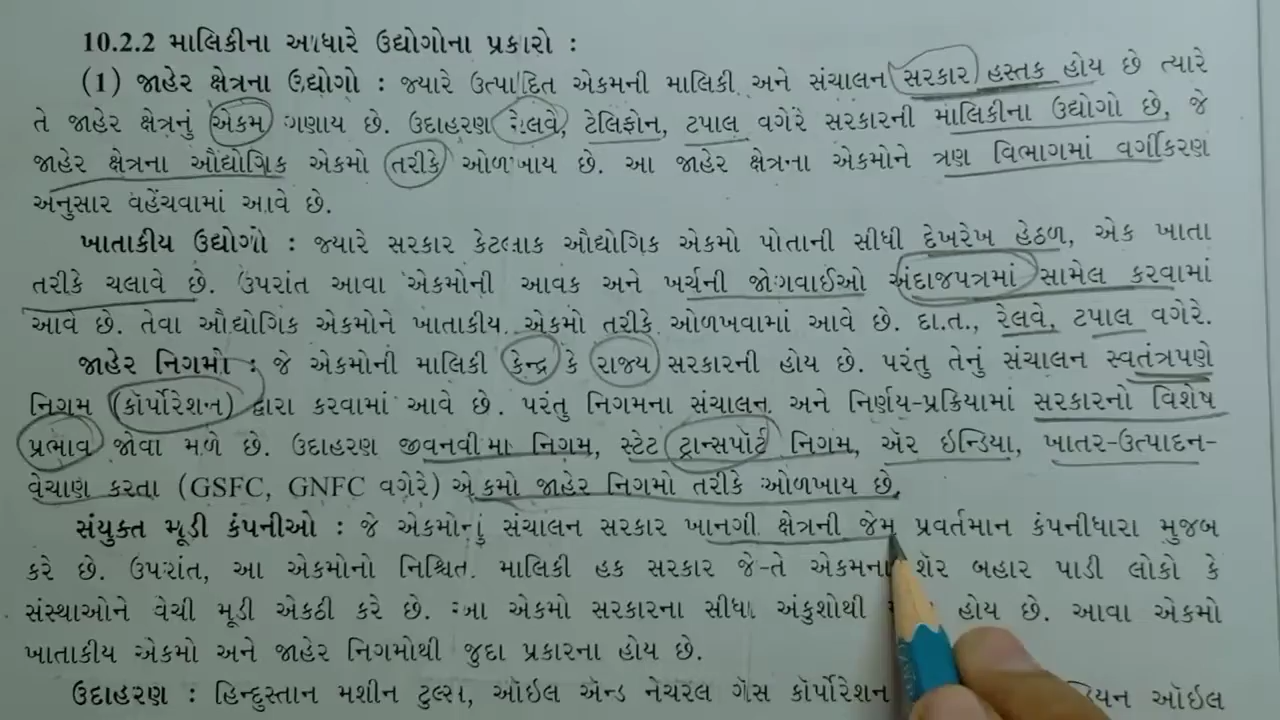 10.2.2 માલિકીના આધારે ઉદ્યોગોના પ્રકારો :
(1) જાહેર ક્ષેત્રના ઉદ્યોગો : જ્યારે ઉત્પાદિત એકમની માલિકી અને સંચાલન સરકાર હસ્તક હોય છે ત્યારે
તે જાહેર ક્ષેત્રનું એકમ ગણાય છે. ઉદાહરણ રેલવે, ટેલિફોન, ટપાલ વગેરે સરકારની માલિકીના ઉદ્યોગો છે, જે
જાહેર ક્ષેત્રના ઔદ્યોગિક એકમો તરીકે ઓળખાય છે. આ જાહેર ક્ષેત્રના એકમોને ત્રણ વિભાગમાં વર્ગીકરણ
અનુસાર વહેંચવામાં આવે છે.
ખાતાકીય ઉદ્યોગો : જ્યારે સરકાર કેટલાક ઔદ્યોગિક એકમો પોતાની સીધી દેખરેખ હેઠળ, એક ખાતા
તરીકે ચલાવે છે. ઉપરાંત આવા એકમોની આવક અને ખર્ચની જોગવાઈઓ અંદાજપત્રમાં સામેલ કરવામાં
આવે છે. તેવા ઔદ્યોગિક એકમોને ખાતાકીય એકમો તરીકે ઓળખવામાં આવે છે. દા.ત., રેલવે, ટપાલ વગેરે.
જાહેર નિગમો : જે એકમોની માલિકી કેન્દ્ર કે રાજ્ય સરકારની હોય છે. પરંતુ તેનું સંચાલન સ્વતંત્રપણે
નિગમ (કૉર્પોરેશન) દ્વારા કરવામાં આવે છે. પરંતુ નિગમના સંચાલન અને નિર્ણય-પ્રક્રિયામાં સરકારનો વિશેષ
પ્રભાવ જોવા મળે છે. ઉદાહરણ જીવનવીમા નિગમ, સ્ટેટ ટ્રાન્સપૉર્ટ નિગમ, ઍર ઇન્ડિયા, ખાતર-ઉત્પાદન-
વેચાણ કરતા (GSFC, GNFC વગેરે) એકમો જાહેર નિગમો તરીકે ઓળખાય છે.
સંયુક્ત મૂડી કંપનીઓ : જે એકમોનું સંચાલન સરકાર ખાનગી ક્ષેત્રની જેમ પ્રવર્તમાન કંપનીધારા મુજબ
કરે છે. ઉપરાંત, આ એકમોનો નિશ્ચિત માલિકી હક સરકાર જે-તે એકમના શૅર બહાર પાડી લોકો કે
સંસ્થાઓને વેચી મૂડી એકઠી કરે છે. આ એકમો સરકારના સીધા અંકુશોથી હોય છે. આવા એકમો
ખાતાકીય એકમો અને જાહેર નિગમોથી જુદા પ્રકારના હોય છે.
ઉદાહરણ : હિન્દુસ્તાન મશીન ટુલ્સ, ઑઇલ ઍન્ડ નેચરલ ગૅસ કૉર્પોરેશન ઑઇલ